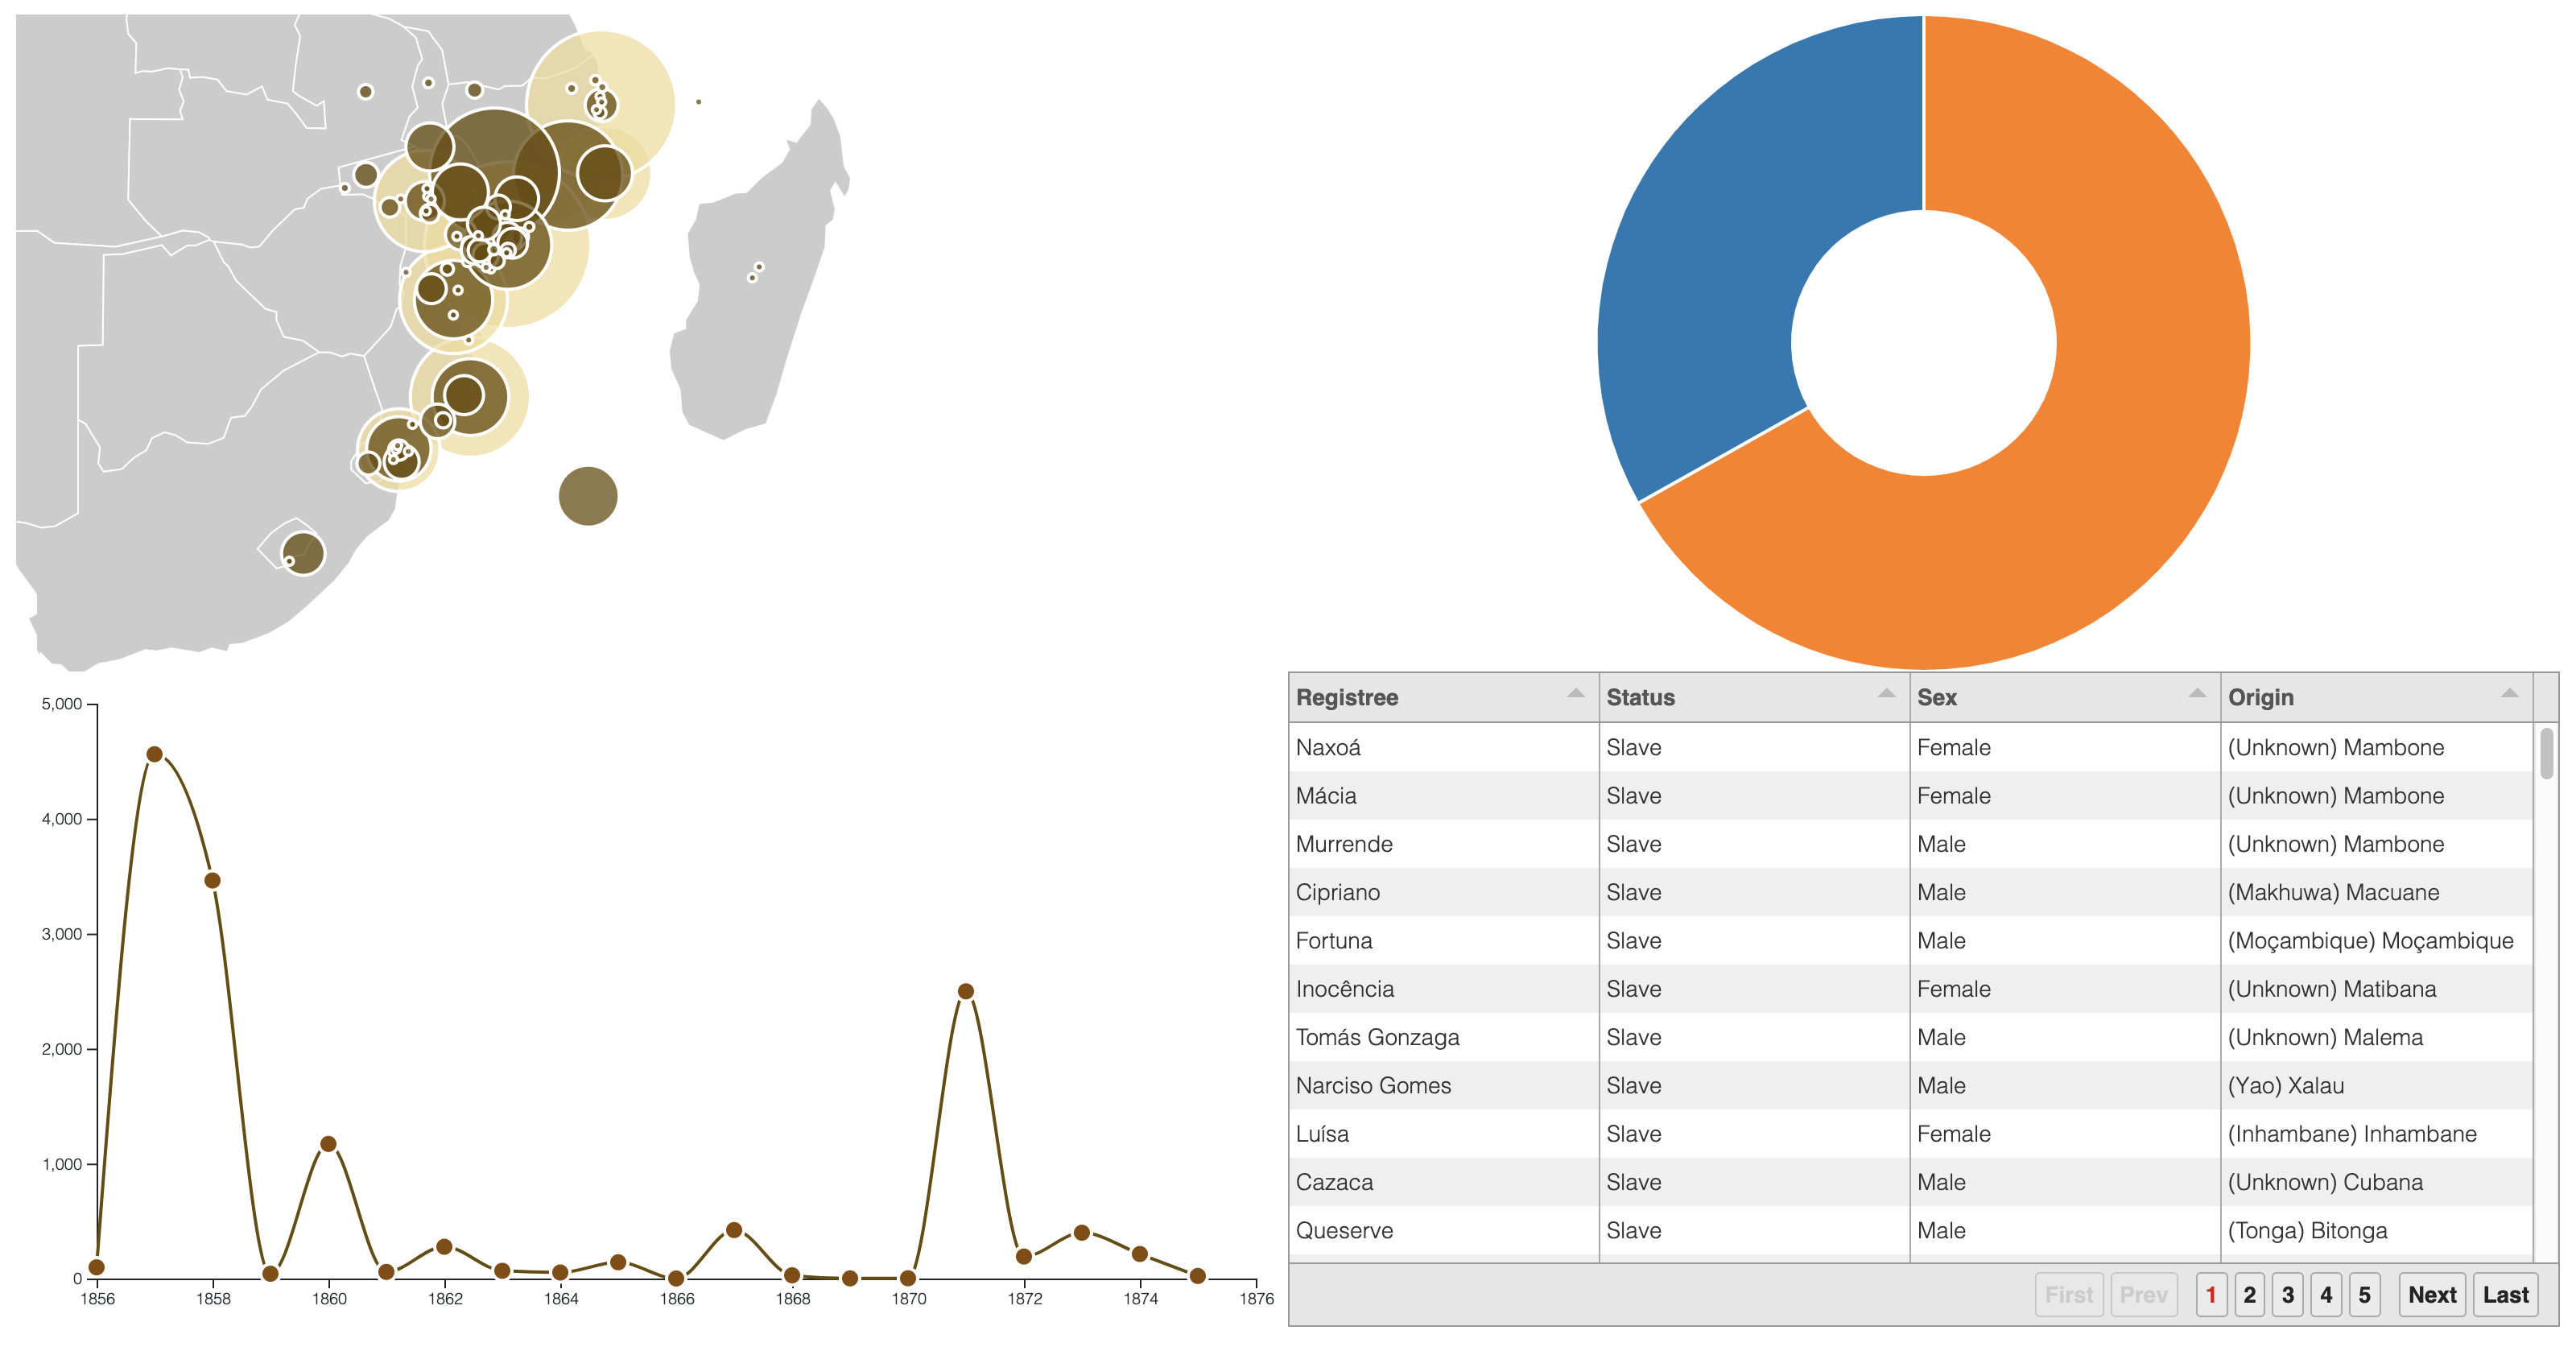 5,000
4,000
3,000
2,000
1,000
0
1856 1858 1860 1862 1864 1866 1868 1870 1872 1874 1876
Registree Status Sex Origin
Naxoá Slave Female (Unknown) Mambone
Mácia Slave Female (Unknown) Mambone
Murrende Slave Male (Unknown) Mambone
Cipriano Slave Male (Makhuwa) Macuane
Fortuna Slave Male (Moçambique) Moçambique
Inocência Slave Female (Unknown) Matibana
Tomás Gonzaga Slave Male (Unknown) Malema
Narciso Gomes Slave Male (Yao) Xalau
Luísa Slave Female (Inhambane) Inhambane
Cazaca Slave Male (Unknown) Cubana
Queserve Slave Male (Tonga) Bitonga
First Prev 1 2 3 4 5 Next Last